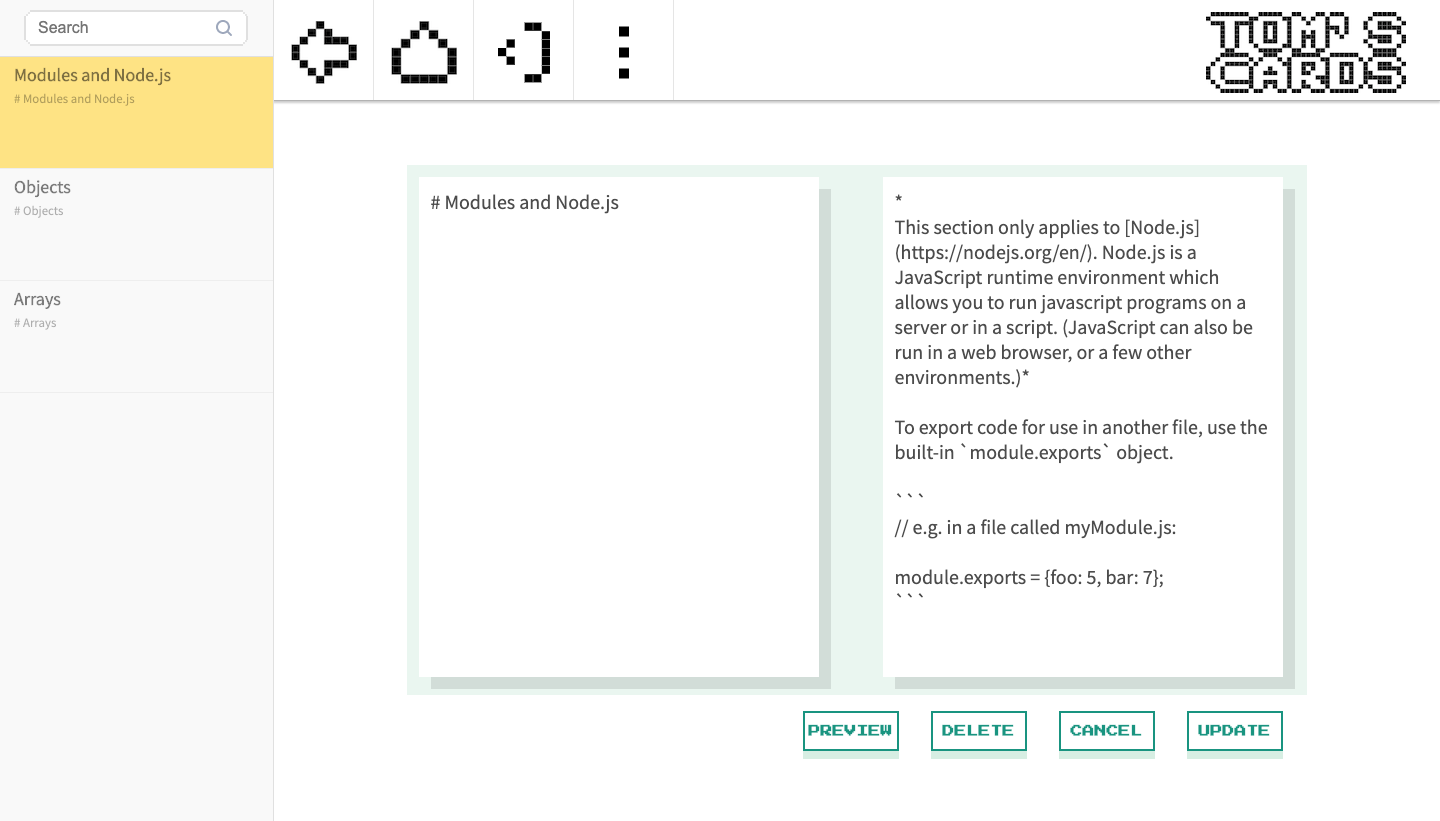 Search
TOM'S
CARDS
Modules and Node.js
# Modules and Node.js
Objects
# Objects
Arrays
# Arrays
# Modules and Node.js
*
This section only applies to [Node.js]
(https://nodejs.org/en/). Node.js is a
JavaScript runtime environment which
allows you to run javascript programs on a
server or in a script. (JavaScript can also be
run in a web browser, or a few other
environments.)*
To export code for use in another file, use the
built-in `module.exports` object.
```
// e.g. in a file called myModule.js:
module.exports = {foo: 5, bar: 7};
```
PREVIEW
DELETE
CANCEL
UPDATE